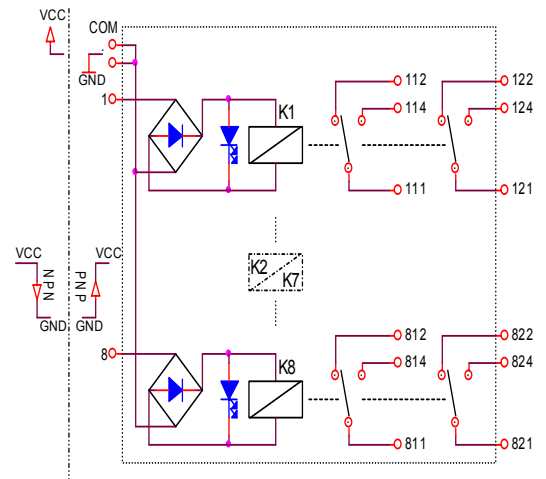 VCC
COM
GND
1
K1
112
114
111
122
124
121
K2
K7
VCC
NPN
GND
VCC
PNP
GND
8
K8
812
814
811
822
824
821